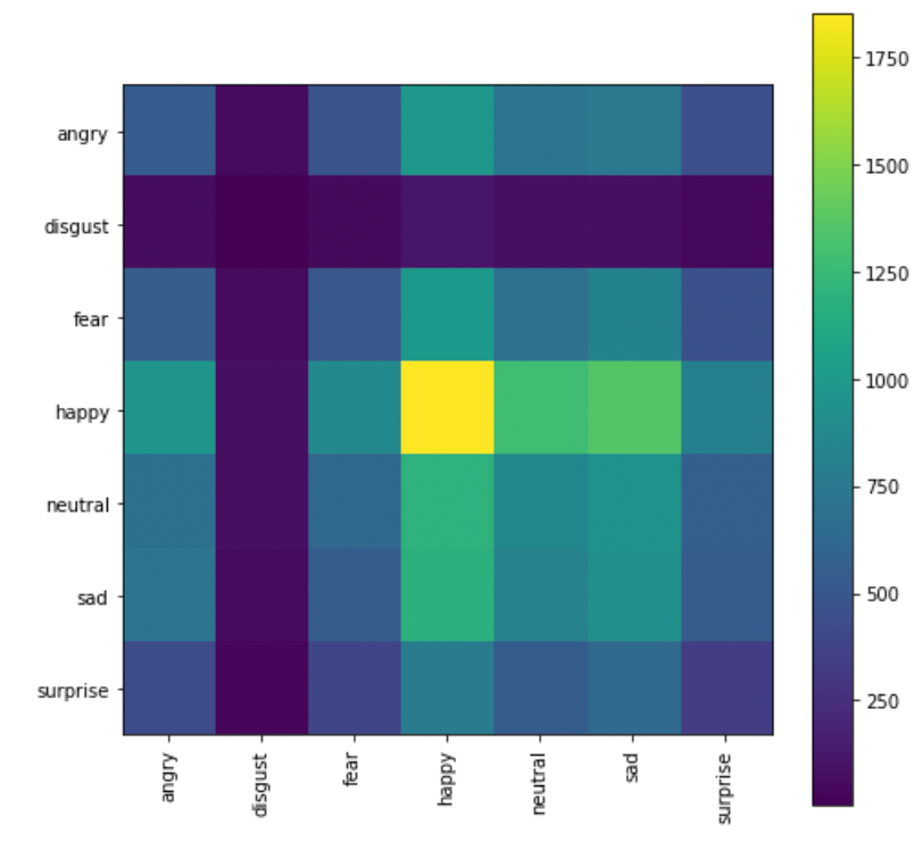 angry
disgust
fear
happy
neutral
sad
surprise
angry
disgust
fear
happy
neutral
sad
surprise
1750
1500
1250
1000
750
500
250